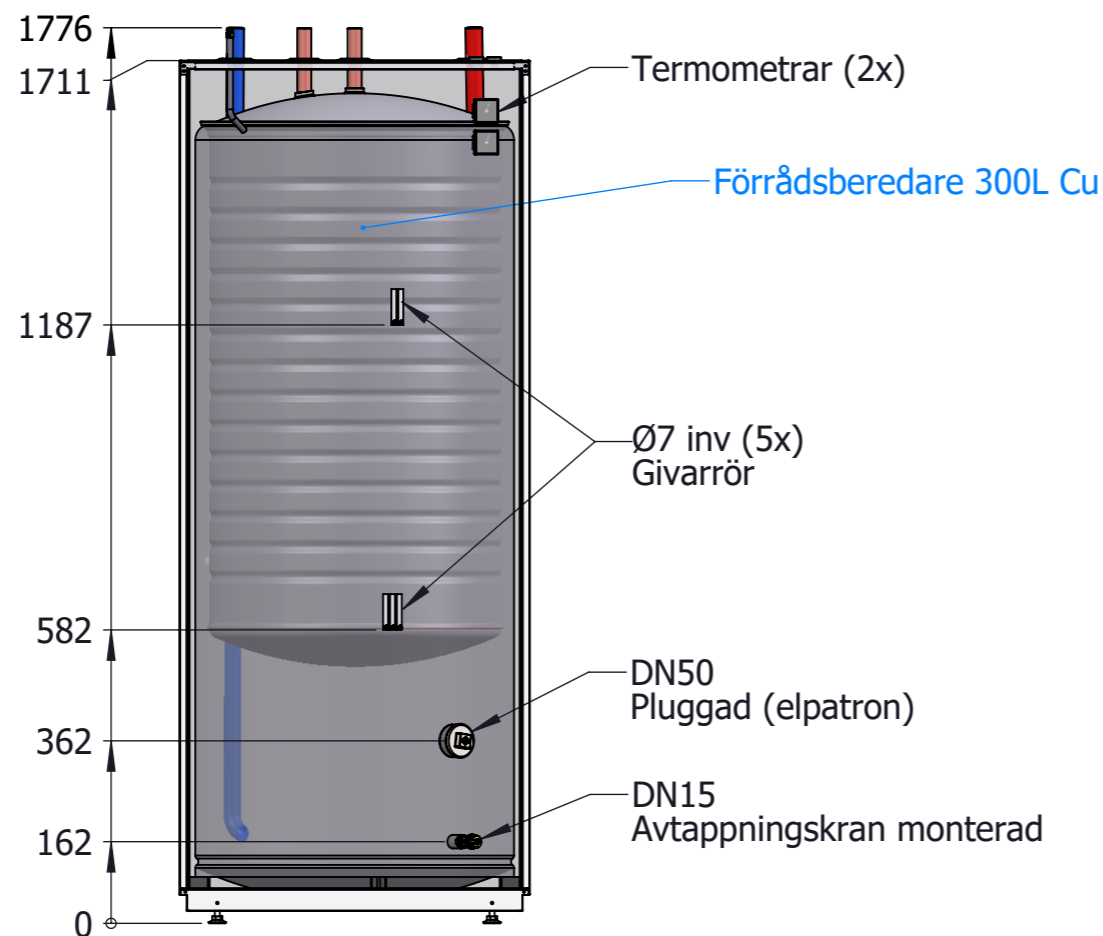 1776
1711
Termometrar (2x)
Förrådsberedare 300L Cu
1187
Ø7 inv (5x)
Givarrör
582
DN50
Pluggad (elpatron)
362
DN15
Avtappningskran monterad
162
0